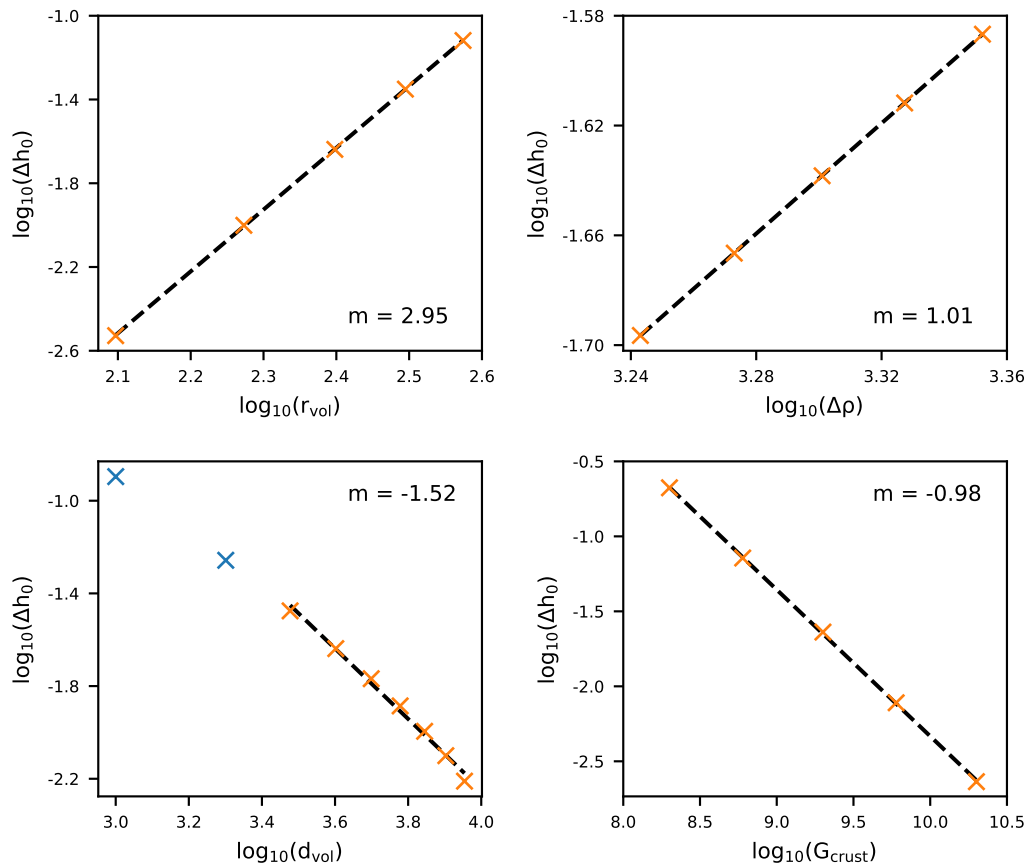 -1.0
-1.4
-1.8
-2.2
-2.6
log₁₀(Δh₀)
m = 2.95
2.1 2.2 2.3 2.4 2.5 2.6
log₁₀(r_vol)
-1.58
-1.62
-1.66
-1.70
log₁₀(Δh₀)
m = 1.01
3.24 3.28 3.32 3.36
log₁₀(Δρ)
-1.0
-1.4
-1.8
-2.2
log₁₀(Δh₀)
m = -1.52
3.0 3.2 3.4 3.6 3.8 4.0
log₁₀(d_vol)
-0.5
-1.0
-1.5
-2.0
-2.5
log₁₀(Δh₀)
m = -0.98
8.0 8.5 9.0 9.5 10.0 10.5
log₁₀(G_crust)